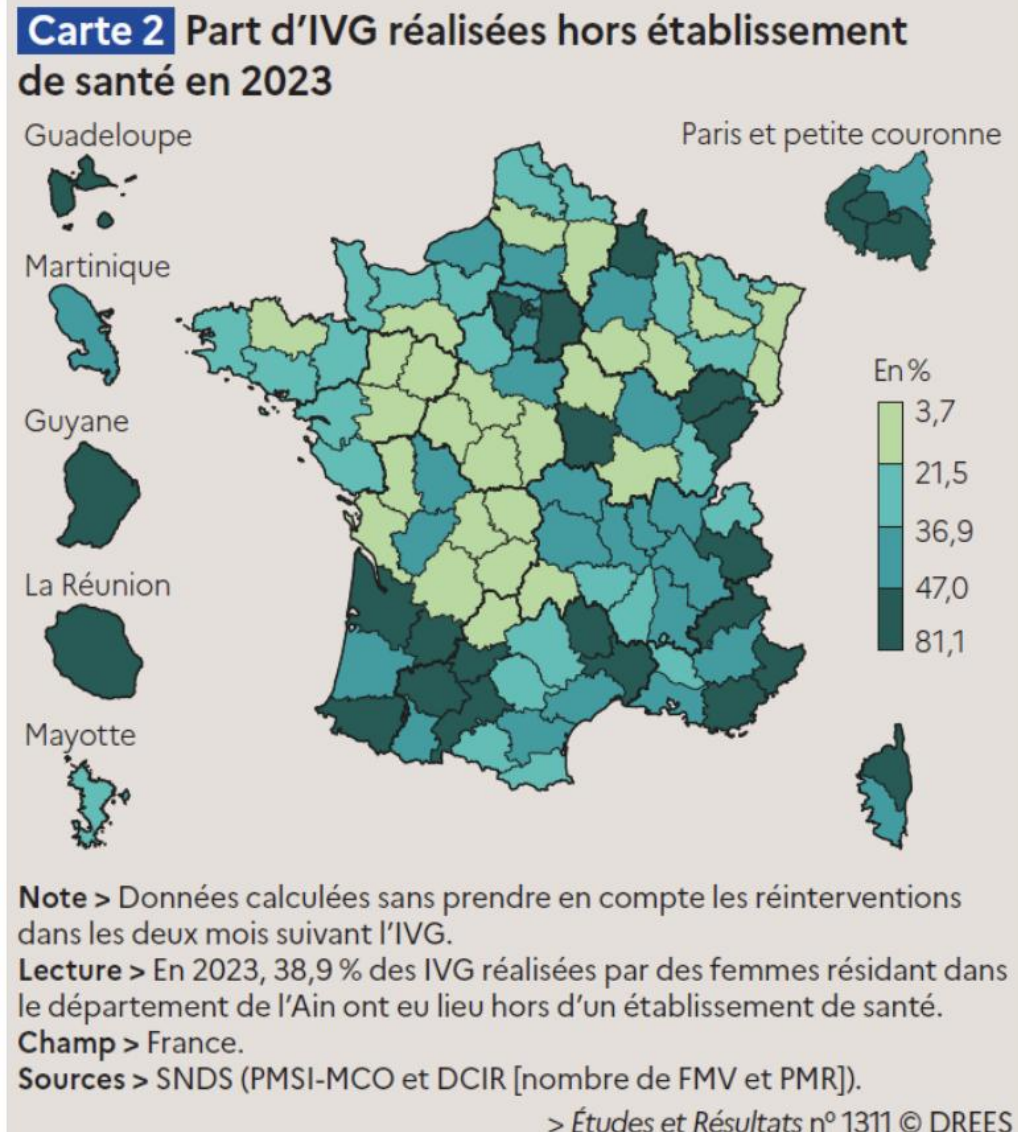 Carte 2 Part d’IVG réalisées hors établissement
de santé en 2023
Guadeloupe
Paris et petite couronne
Martinique
Guyane
La Réunion
Mayotte
En %
3,7
21,5
36,9
47,0
81,1
Note > Données calculées sans prendre en compte les réinterventions
dans les deux mois suivant l’IVG.
Lecture > En 2023, 38,9 % des IVG réalisées par des femmes résidant dans
le département de l’Ain ont eu lieu hors d’un établissement de santé.
Champ > France.
Sources > SNDS (PMSI-MCO et DCIR [nombre de FMV et PMR]).
> Études et Résultats nº 1311 © DREES